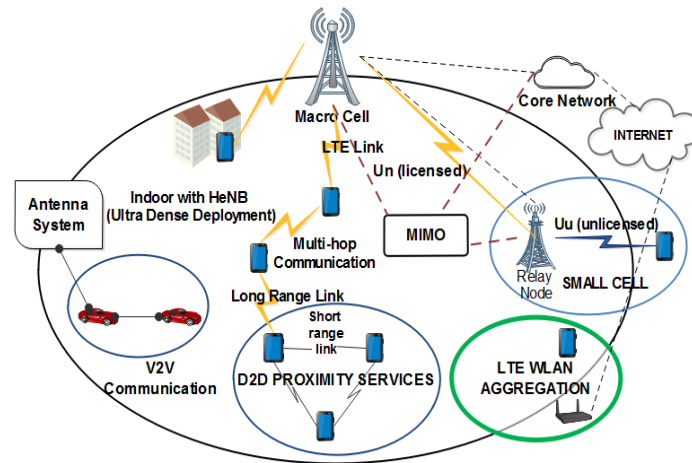 Macro Cell
Core Network
INTERNET
LTE Link
Un (licensed)
Indoor with HeNB
(Ultra Dense Deployment)
Antenna
System
MIMO
Uu (unlicensed)
Relay
Node
SMALL CELL
Multi-hop
Communication
Long Range Link
Short
range
link
V2V
Communication
D2D PROXIMITY SERVICES
LTE WLAN
AGGREGATION